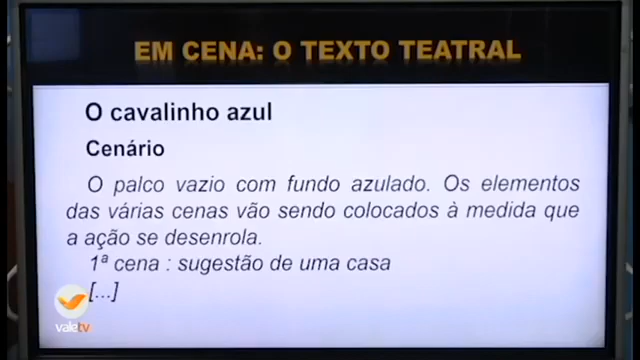 EM CENA: O TEXTO TEATRAL
O cavalinho azul
Cenário
O palco vazio com fundo azulado. Os elementos
das várias cenas vão sendo colocados à medida que
a ação se desenrola.
1ª cena : sugestão de uma casa
[...]
valetv